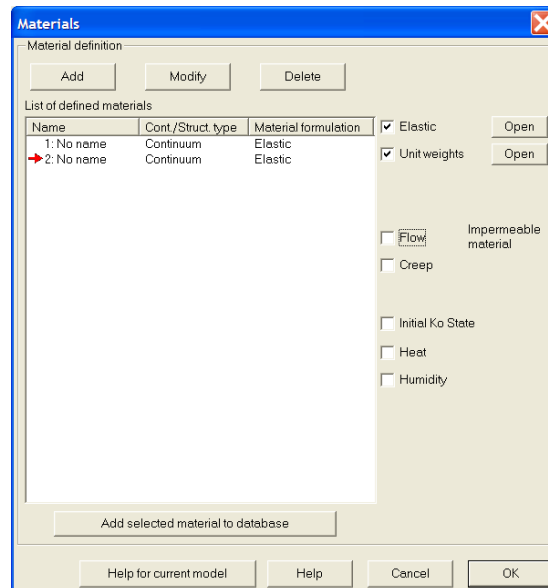 Materials
Material definition
Add Modify Delete
List of defined materials
Name Cont./Struct. type Material formulation
1: No name Continuum Elastic
2: No name Continuum Elastic
Elastic Open
Unit weights Open
Flow Impermeable material
Creep
Initial Ko State
Heat
Humidity
Add selected material to database
Help for current model Help Cancel OK